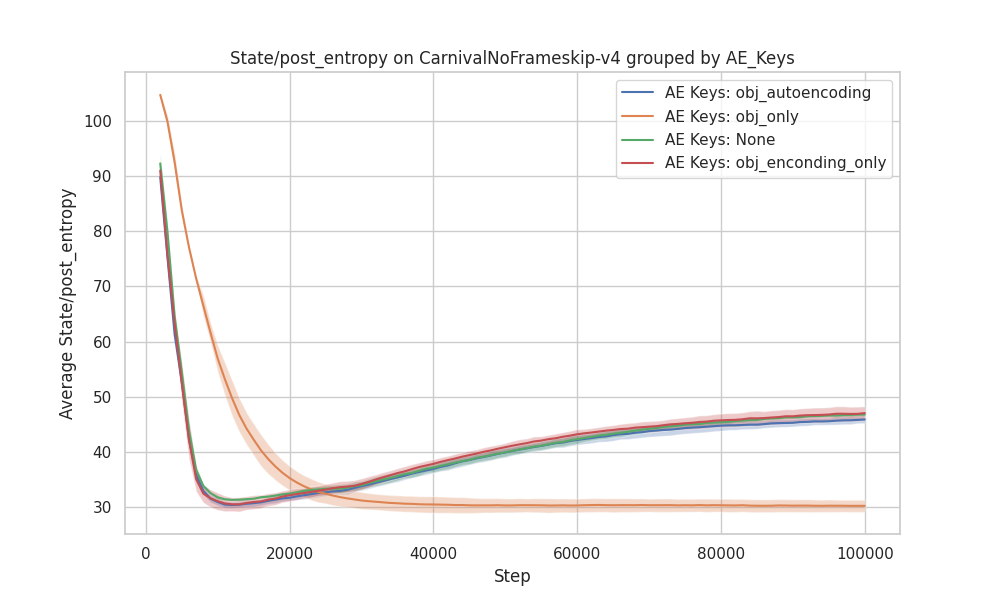 State/post_entropy on CarnivalNoFrameskip-v4 grouped by AE_Keys
AE Keys: obj_autoencoding
AE Keys: obj_only
AE Keys: None
AE Keys: obj_enconding_only
Average State/post_entropy
100
90
80
70
60
50
40
30
0
20000
40000
60000
80000
100000
Step